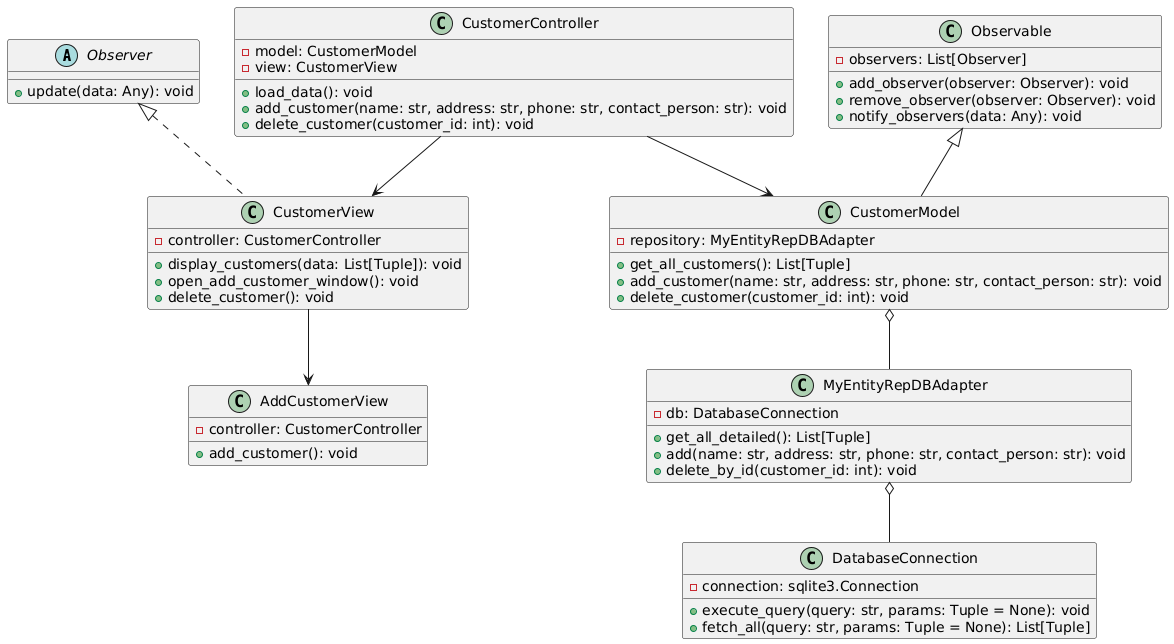 A Observer
+ update(data: Any): void
C CustomerController
model: CustomerModel
view: CustomerView
load_data(): void
add_customer(name: str, address: str, phone: str, contact_person: str): void
delete_customer(customer_id: int): void
C Observable
observers: List[Observer]
add_observer(observer: Observer): void
remove_observer(observer: Observer): void
notify_observers(data: Any): void
C CustomerView
controller: CustomerController
display_customers(data: List[Tuple]): void
open_add_customer_window(): void
delete_customer(): void
C CustomerModel
repository: MyEntityRepDBAdapter
get_all_customers(): List[Tuple]
add_customer(name: str, address: str, phone: str, contact_person: str): void
delete_customer(customer_id: int): void
C AddCustomerView
controller: CustomerController
add_customer(): void
C MyEntityRepDBAdapter
db: DatabaseConnection
get_all_detailed(): List[Tuple]
add(name: str, address: str, phone: str, contact_person: str): void
delete_by_id(customer_id: int): void
C DatabaseConnection
connection: sqlite3.Connection
execute_query(query: str, params: Tuple = None): void
fetch_all(query: str, params: Tuple = None): List[Tuple]